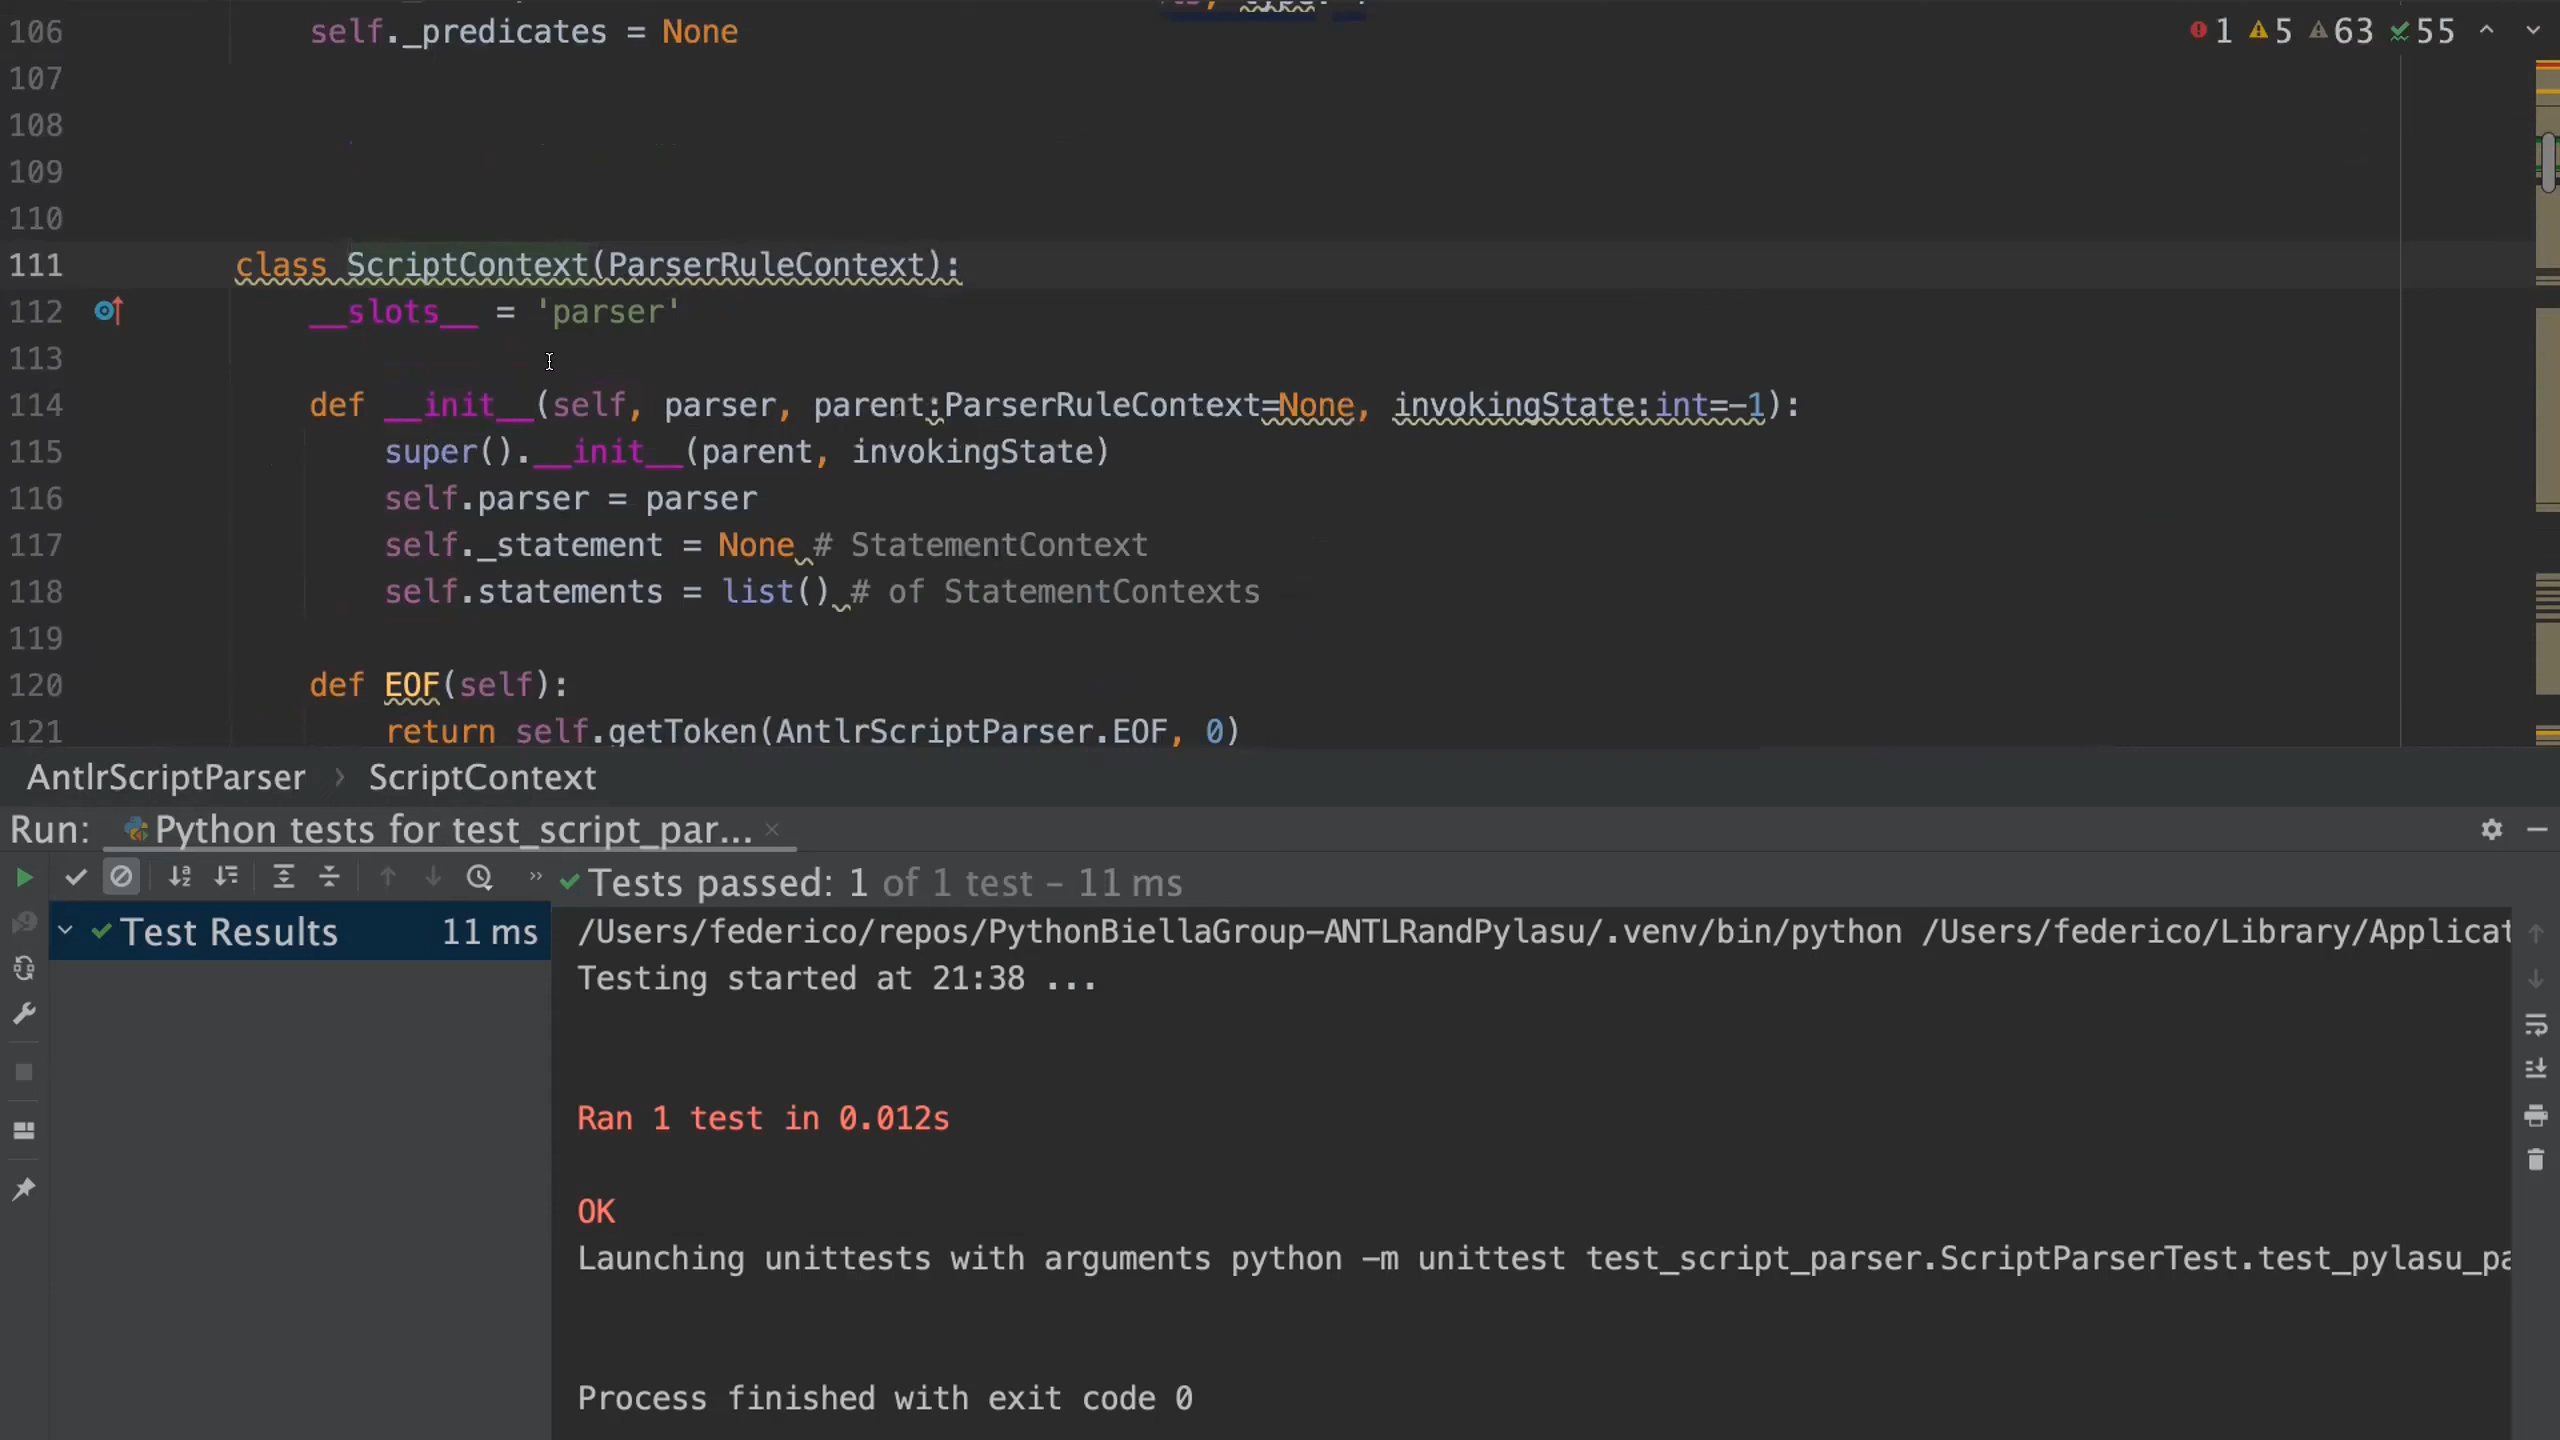 106 self._predicates = None
1 5 63 55
107
108
109
110
111 class ScriptContext(ParserRuleContext):
112 __slots__ = 'parser'
113
114 def __init__(self, parser, parent:ParserRuleContext=None, invokingState:int=-1):
115 super().__init__(parent, invokingState)
116 self.parser = parser
117 self._statement = None # StatementContext
118 self.statements = list() # of StatementContexts
119
120 def EOF(self):
121 return self.getToken(AntlrScriptParser.EOF, 0)
AntlrScriptParser › ScriptContext
Run: Python tests for test_script_par... ×
» Tests passed: 1 of 1 test – 11 ms
Test Results 11 ms
/Users/federico/repos/PythonBiellaGroup-ANTLRandPylasu/.venv/bin/python /Users/federico/Library/Applicat
Testing started at 21:38 ...
Ran 1 test in 0.012s
OK
Launching unittests with arguments python -m unittest test_script_parser.ScriptParserTest.test_pylasu_pa
Process finished with exit code 0